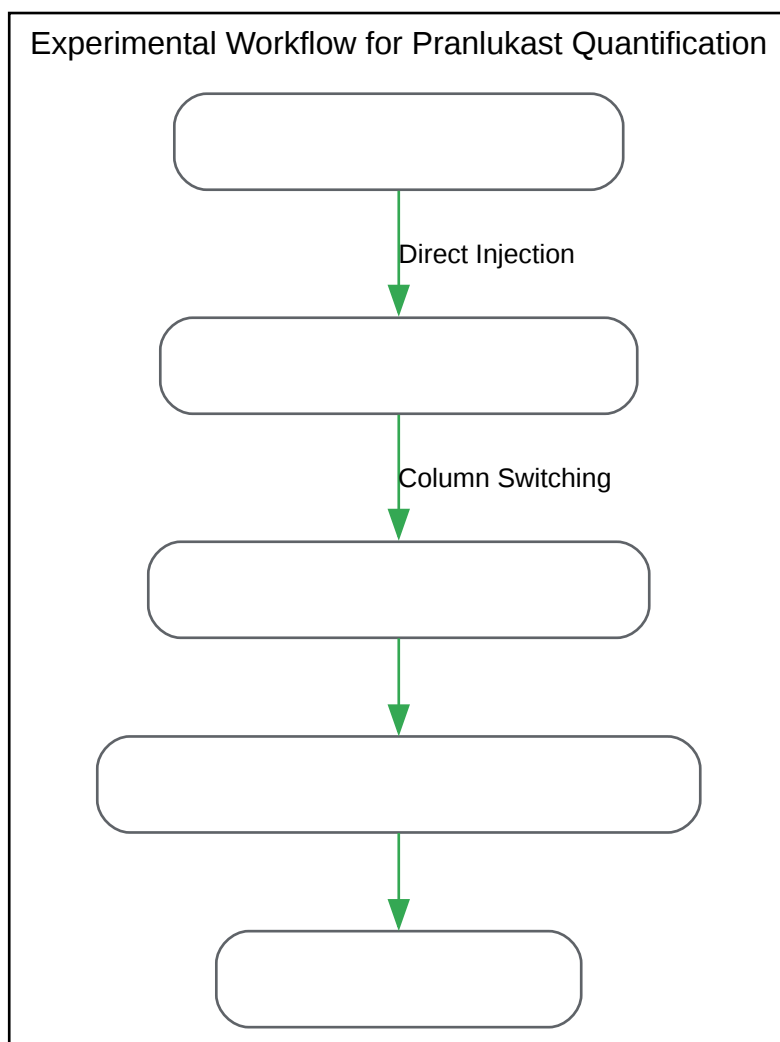 Experimental Workflow for Pranlukast Quantification
Direct Injection
Column Switching